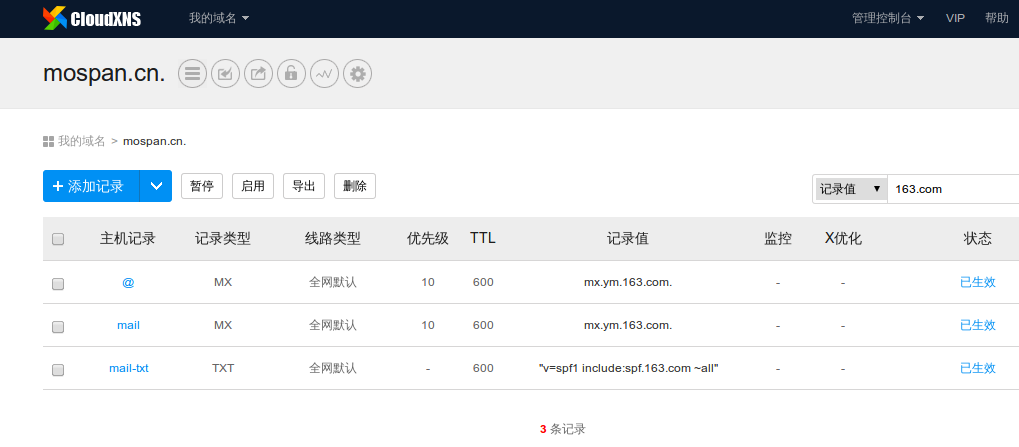 CloudXNS 我的域名 管理控制台 VIP 帮助
mospan.cn.
我的域名 > mospan.cn.
+ 添加记录 暂停 启用 导出 删除 记录值 163.com
主机记录 记录类型 线路类型 优先级 TTL 记录值 监控 X优化 状态
@ MX 全网默认 10 600 mx.ym.163.com. - - 已生效
mail MX 全网默认 10 600 mx.ym.163.com. - - 已生效
mail-txt TXT 全网默认 - 600 "v=spf1 include:spf.163.com ~all" - - 已生效
3 条记录